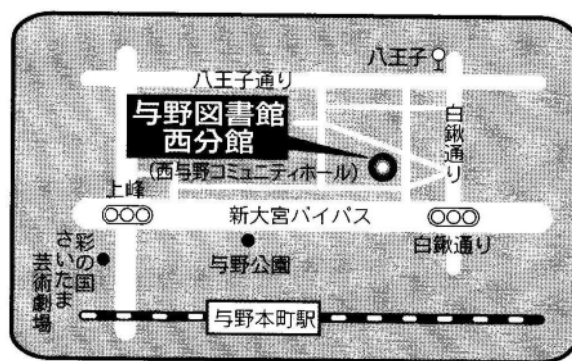 八王子
八王子通り
与野図書館
西分館
(西与野コミュニティホール)
白鍬通り
上峰
新大宮バイパス
白鍬通り
与野公園
彩の国
さいたま
芸術劇場
与野本町駅